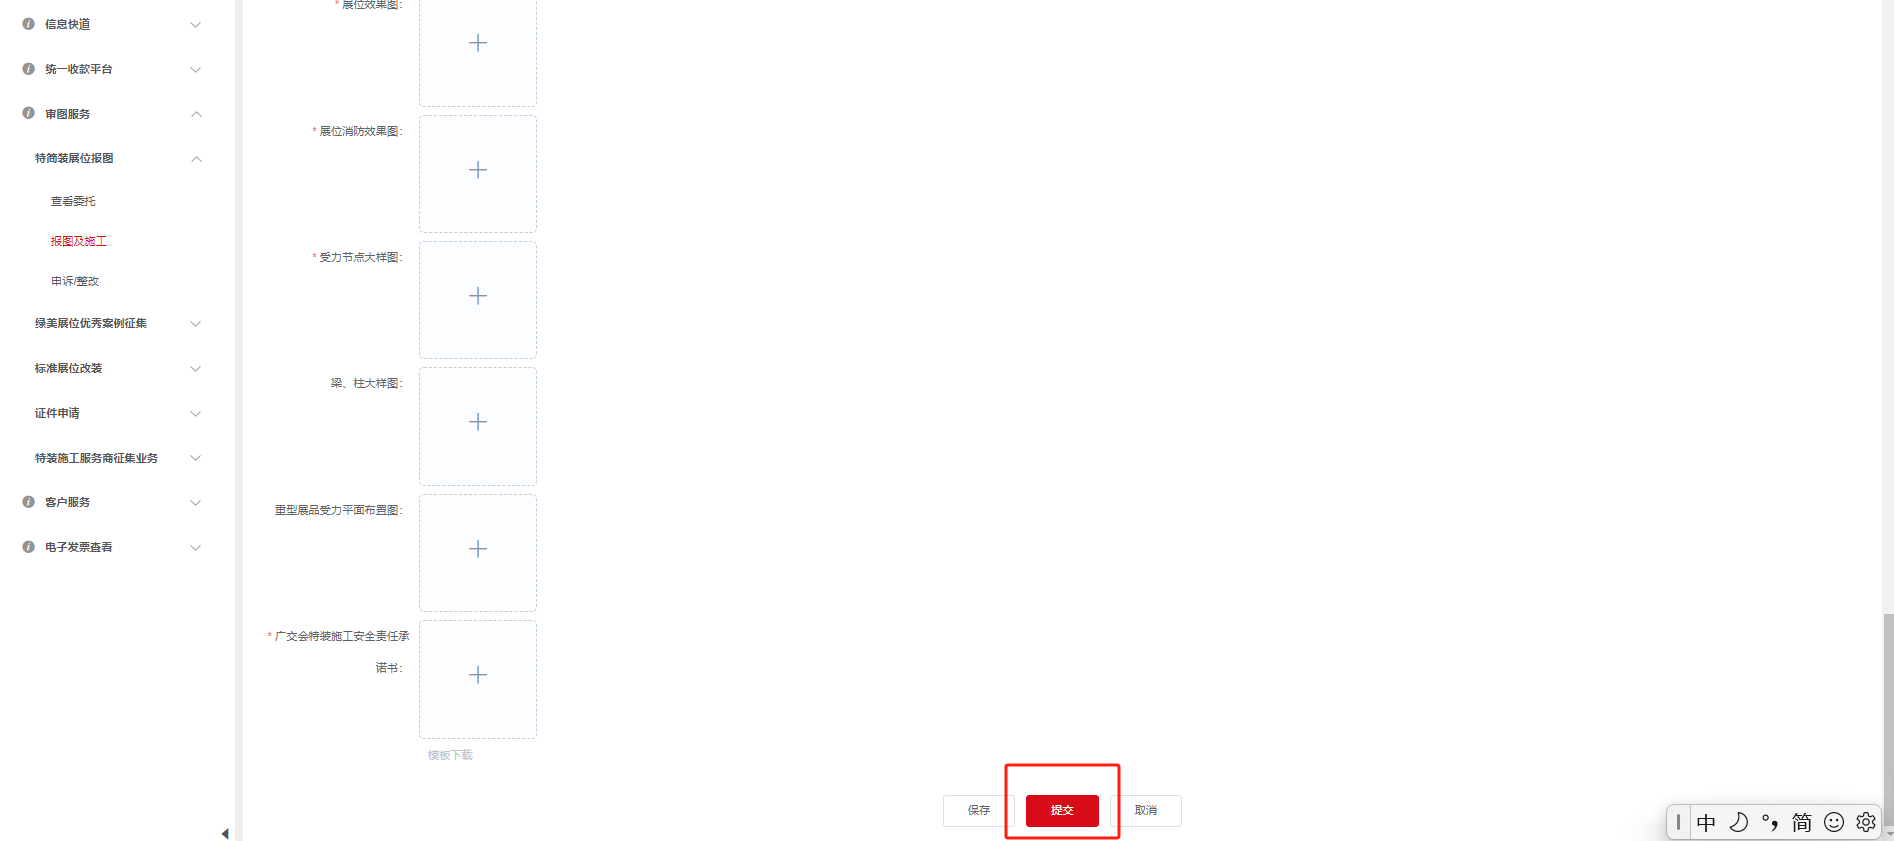 信息快道
统一收款平台
审图服务
特简装展位报图
查看委托
报图及施工
申诉/整改
绿美展位优秀案例征集
标准展位改装
证件申请
特装施工服务商征集业务
客户服务
电子发票查看
* 展位效果图：
* 展位消防效果图：
* 受力节点大样图：
梁、柱大样图：
重型展品受力平面布置图：
* 广交会特装施工安全责任承
诺书：
模板下载
保存 提交 取消
中 °, 简